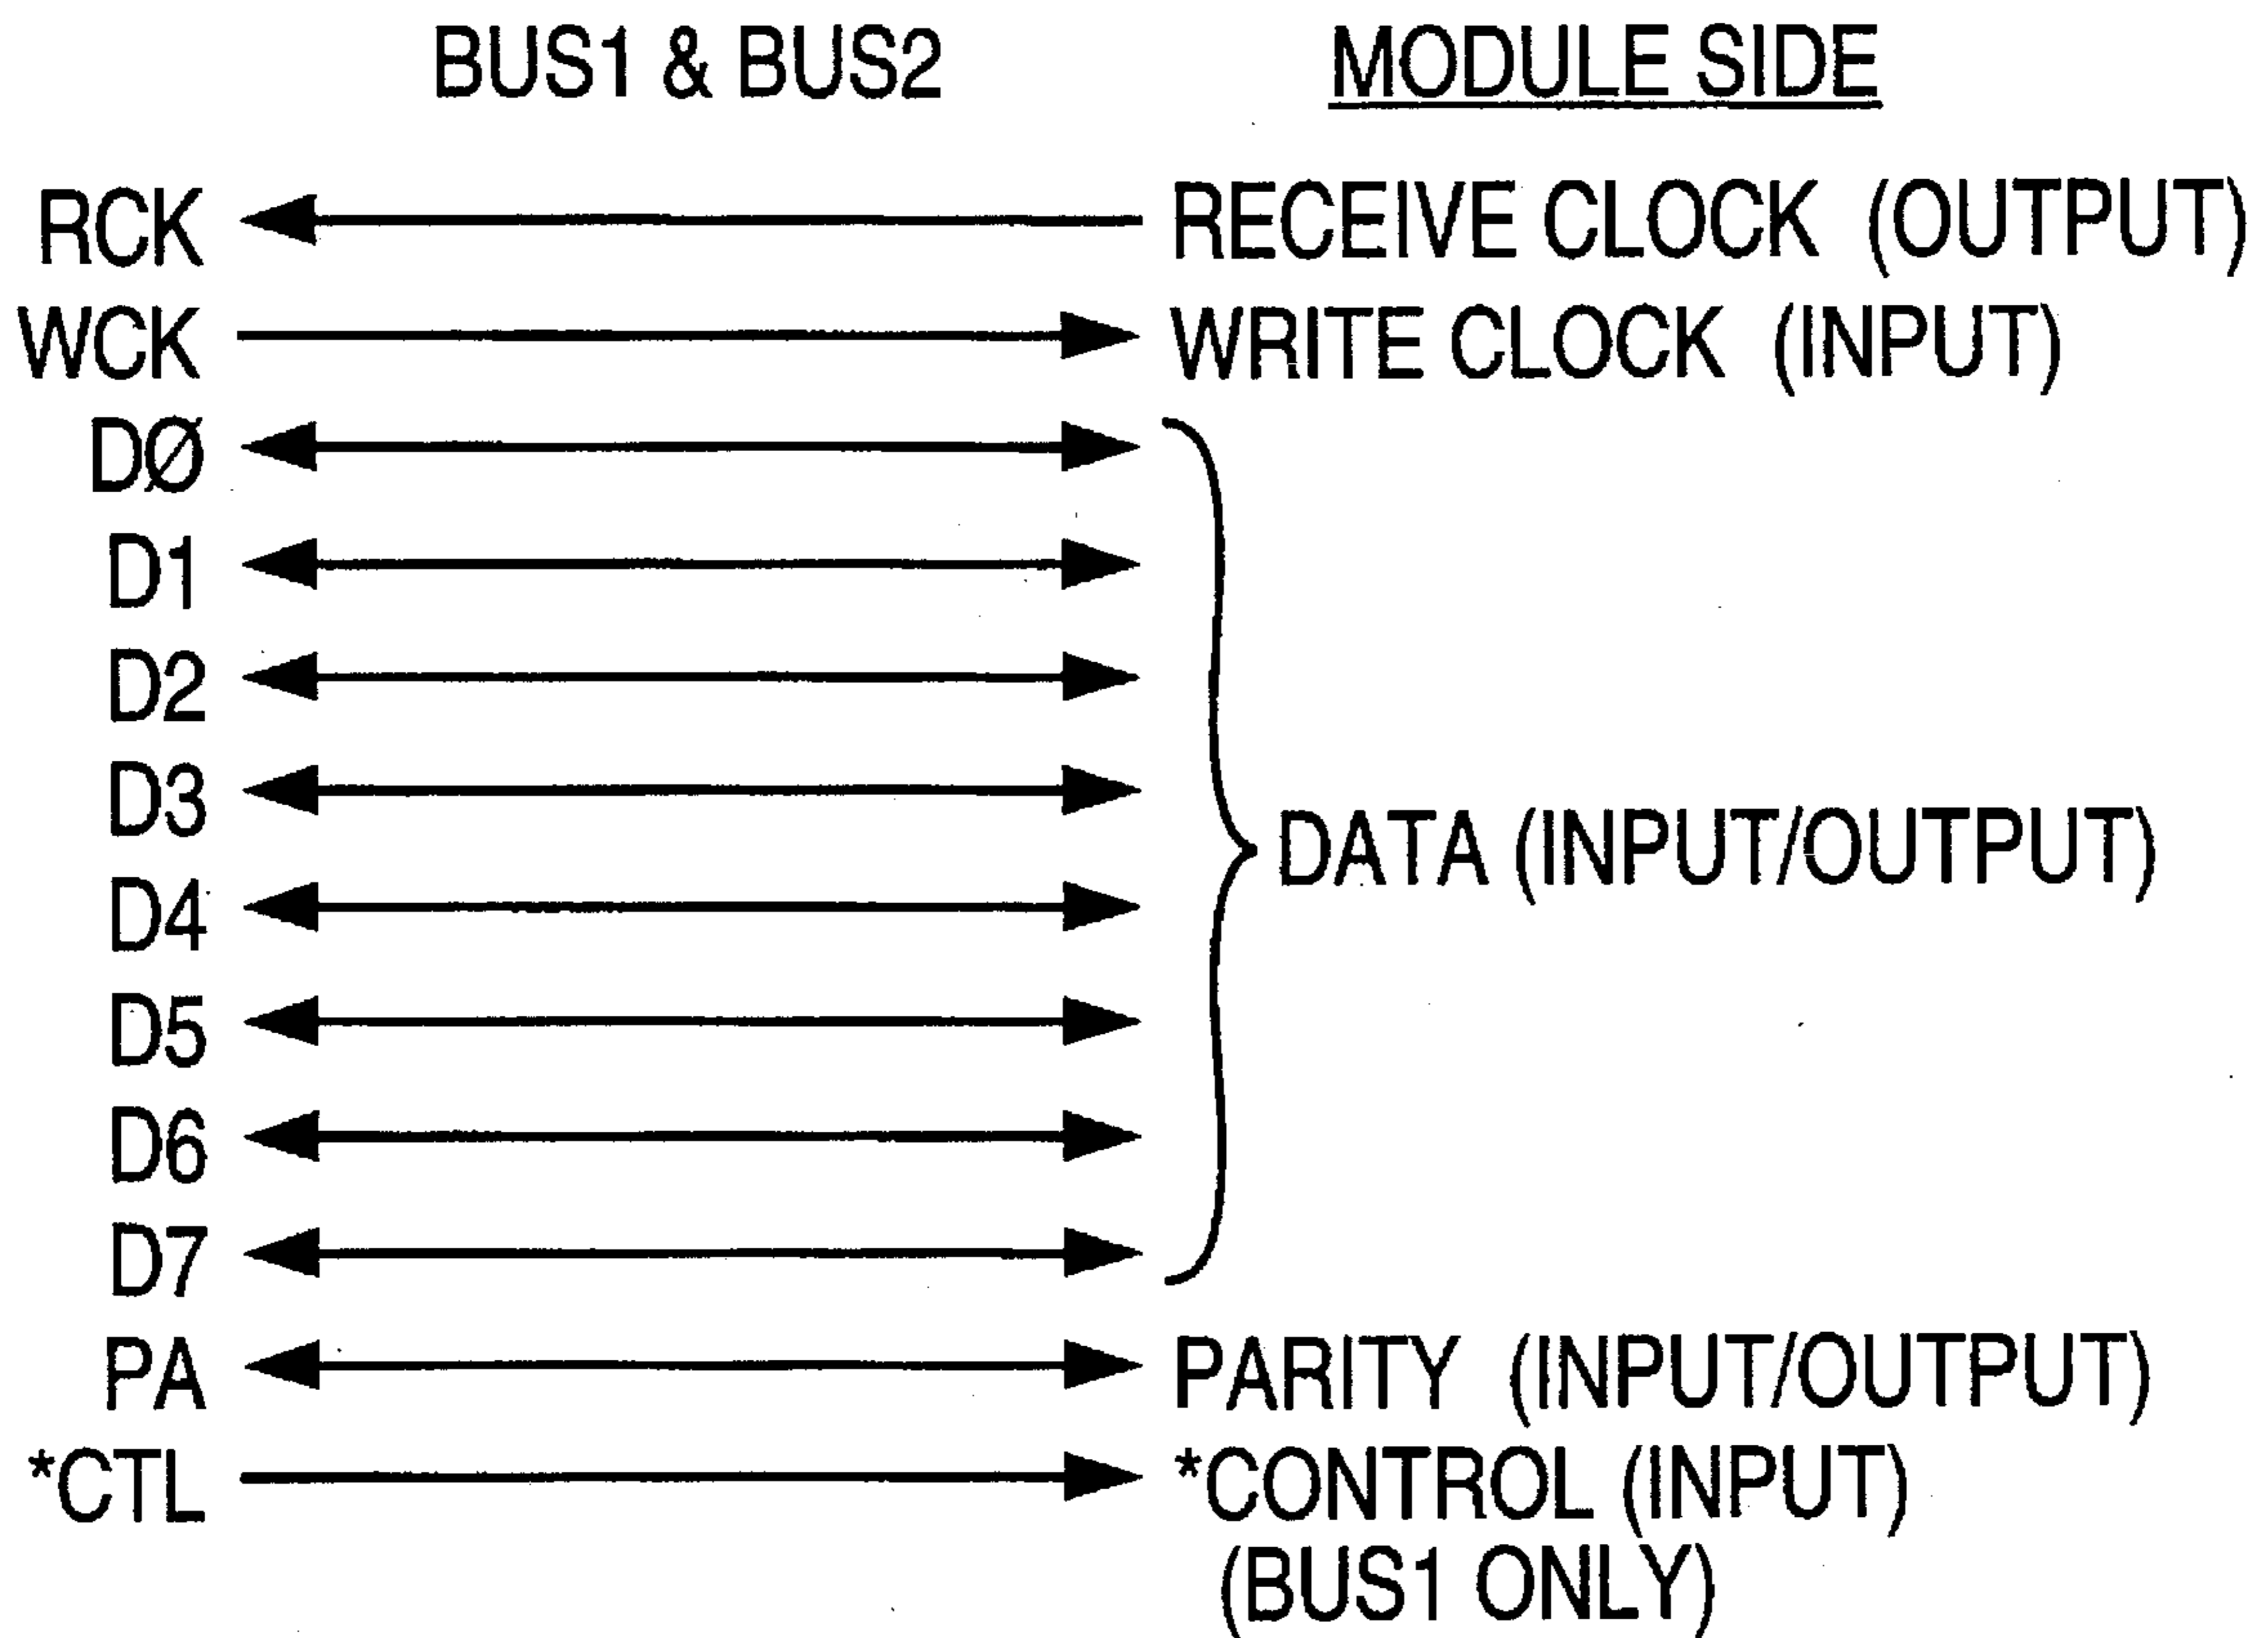 BUS1 & BUS2 MODULE SIDE
RCK RECEIVE CLOCK (OUTPUT)
WCK WRITE CLOCK (INPUT)
DØ
D1
D2
D3
DATA (INPUT/OUTPUT)
D4
D5
D6
D7
PA PARITY (INPUT/OUTPUT)
*CTL *CONTROL (INPUT)
(BUS1 ONLY)